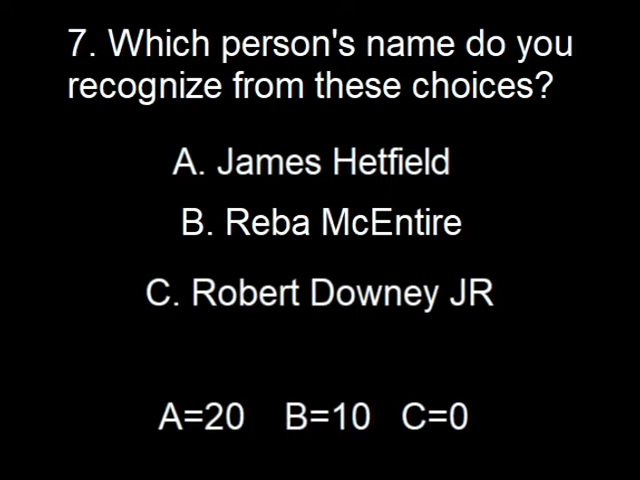 7. Which person's name do you
recognize from these choices?
A. James Hetfield
B. Reba McEntire
C. Robert Downey JR
A=20 B=10 C=0